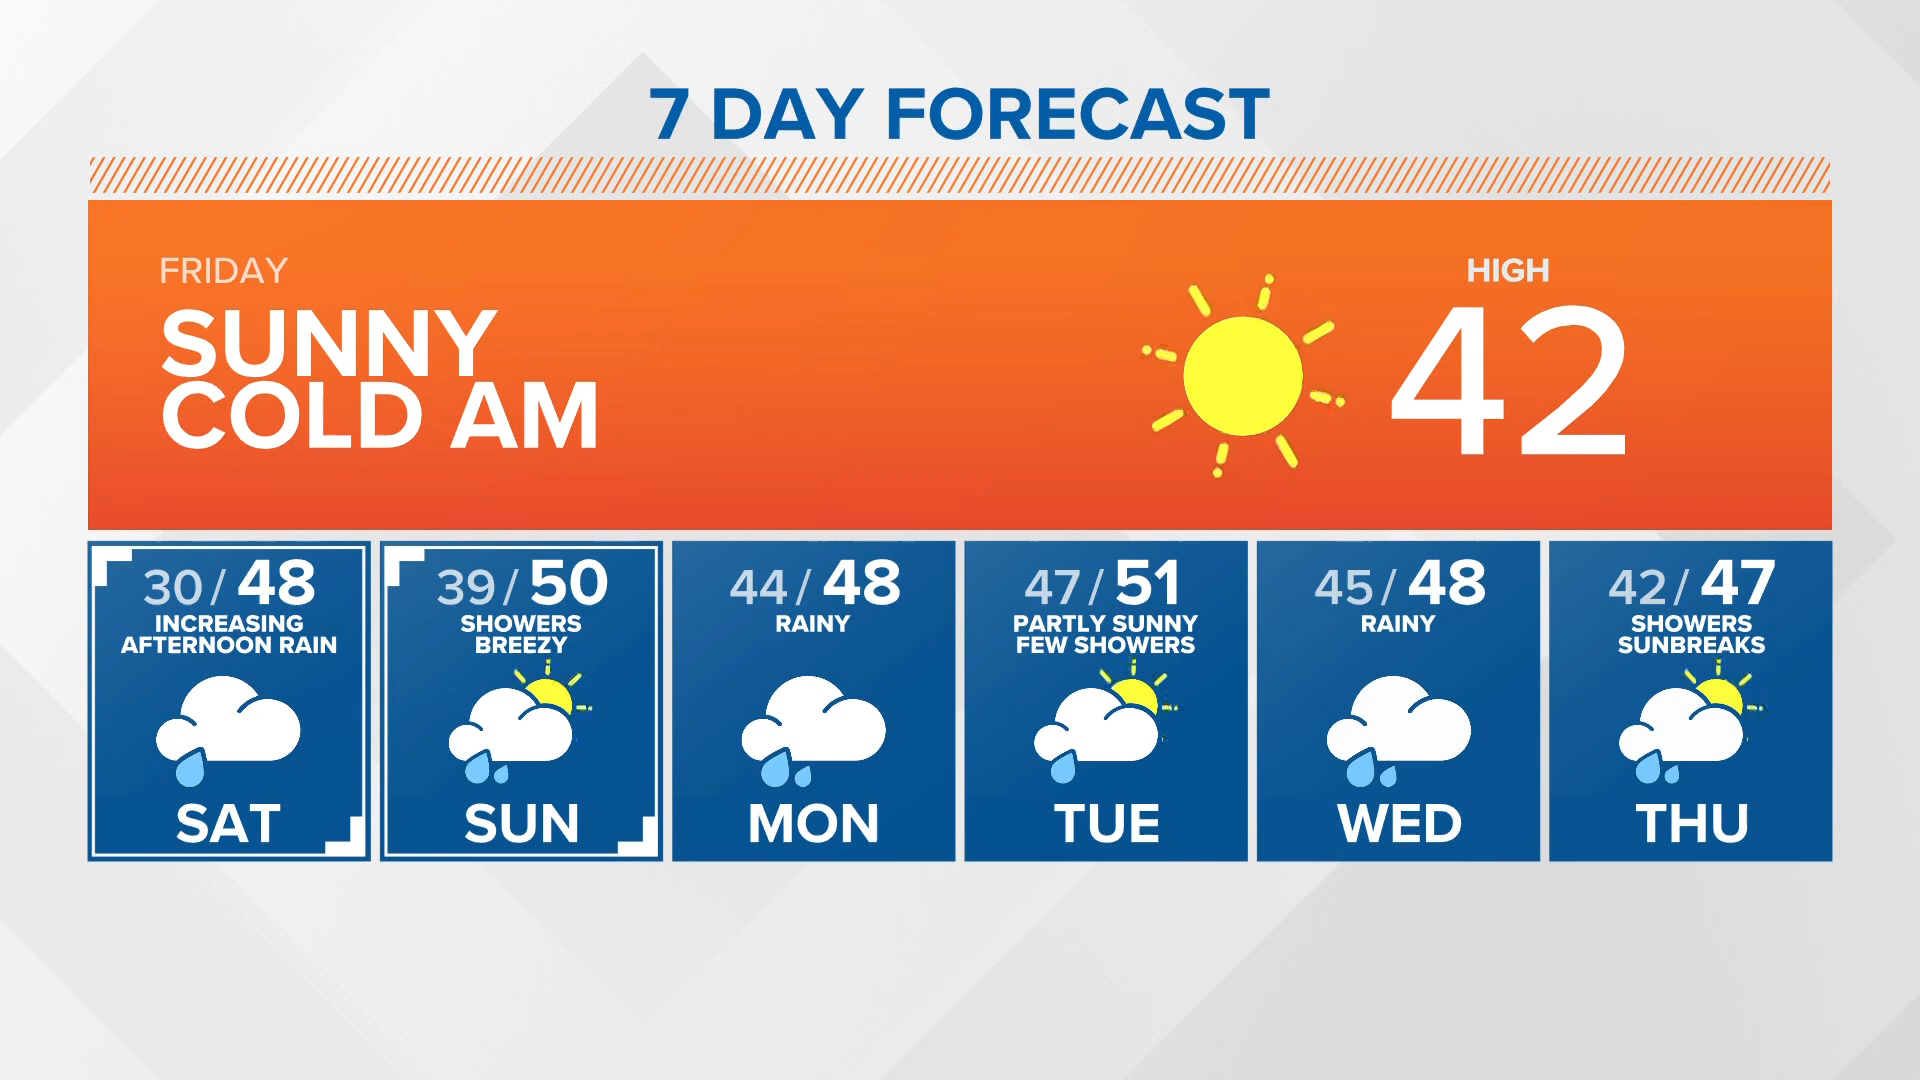 7 DAY FORECAST
FRIDAY
SUNNY
COLD AM
HIGH
42
30/48
INCREASING
AFTERNOON RAIN
SAT
39/50
SHOWERS
BREEZY
SUN
44/48
RAINY
MON
47/51
PARTLY SUNNY
FEW SHOWERS
TUE
45/48
RAINY
WED
42/47
SHOWERS
SUNBREAKS
THU